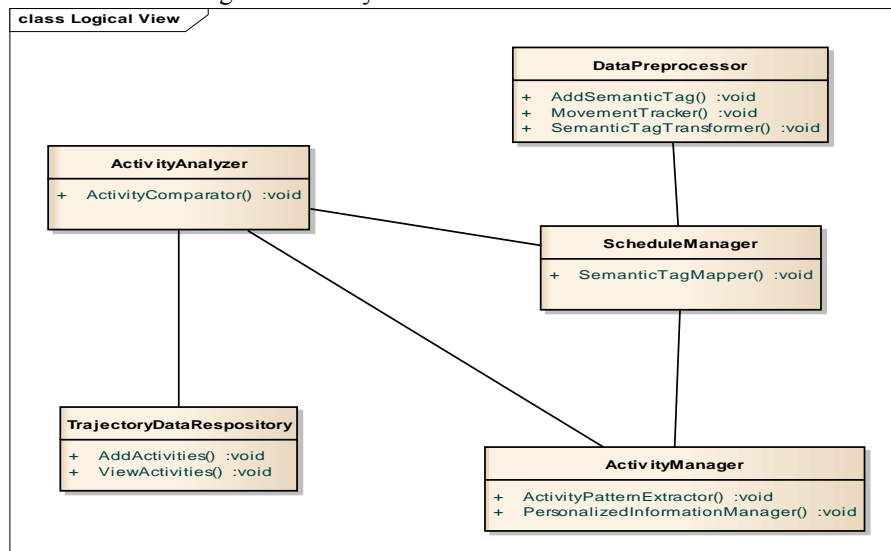 class Logical View
DataPreprocessor
+ AddSemanticTag() :void
+ MovementTracker() :void
+ SemanticTagTransformer() :void
ActivityAnalyzer
+ ActivityComparator() :void
ScheduleManager
+ SemanticTagMapper() :void
TrajectoryDataRespository
+ AddActivities() :void
+ ViewActivities() :void
ActivityManager
+ ActivityPatternExtractor() :void
+ PersonalizedInformationManager() :void